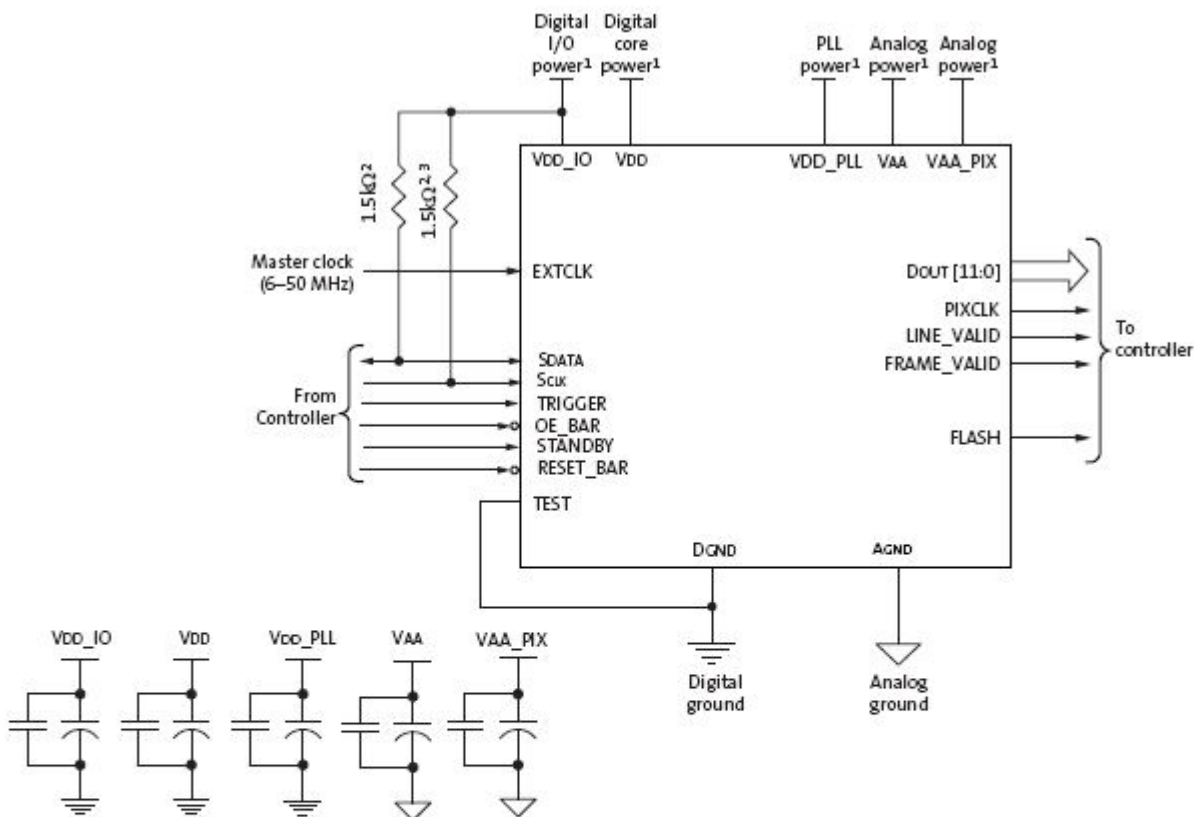 Digital
I/O
power¹
Digital
core
power¹
PLL
power¹
Analog
power¹
Analog
power¹
VDD_IO
VDD
VDD_PLL
VAA
VAA_PIX
1.5kΩ²
1.5kΩ²,³
Master clock
(6–50 MHz)
EXTCLK
From
Controller
SDATA
SCLK
TRIGGER
OE_BAR
STANDBY
RESET_BAR
TEST
DOUT [11:0]
PIXCLK
LINE_VALID
FRAME_VALID
FLASH
To
controller
DGND
AGND
Digital
ground
Analog
ground
VDD_IO
VDD
VDD_PLL
VAA
VAA_PIX